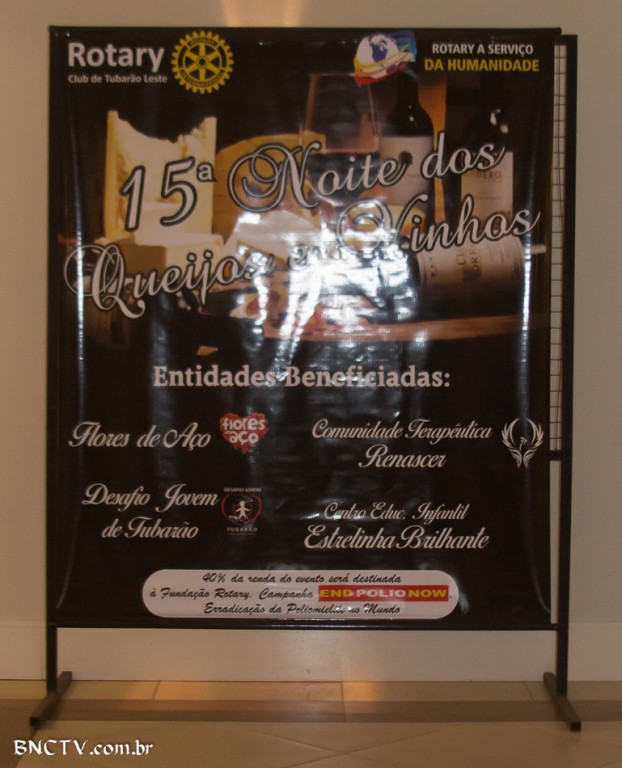 Rotary
Club de Tubarão Leste
ROTARY A SERVIÇO
DA HUMANIDADE
15ª Noite dos
Queijos e Vinhos
Entidades Beneficiadas:
Flores de Aço
flores de aço
Comunidade Terapêutica
Renascer
Desafio Jovem
de Tubarão
TUBARÃO
Centro Educ. Infantil
Estrelinha Brilhante
40% da renda do evento será destinada
à Fundação Rotary. Campanha END POLIO NOW,
Erradicação da Poliomielite no Mundo
BNCTV.com.br